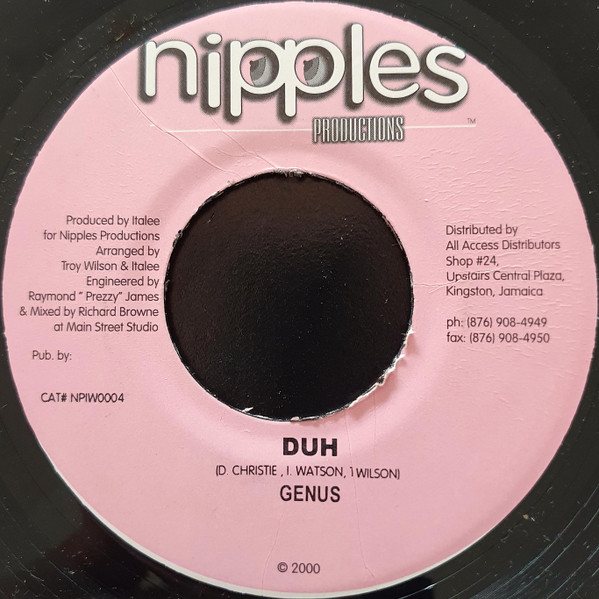 nipples
PRODUCTIONS
TM
Produced by Italee
for Nipples Productions
Arranged by
Troy Wilson & Italee
Engineered by
Raymond " Prezzy" James
& Mixed by Richard Browne
at Main Street Studio
Pub. by:
CAT# NPIW0004
Distributed by
All Access Distributors
Shop #24,
Upstairs Central Plaza,
Kingston, Jamaica
ph: (876) 908-4949
fax: (876) 908-4950
DUH
(D. CHRISTIE , I. WATSON, T WILSON)
GENUS
© 2000